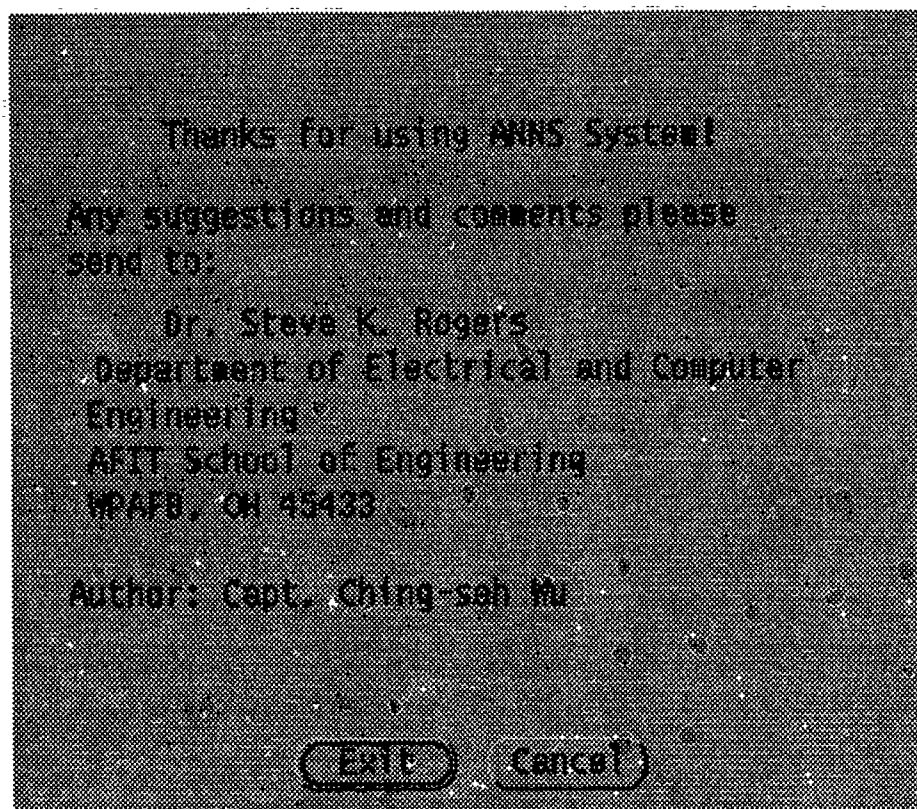 Thanks for using ANNS System!
Any suggestions and comments please
send to:
Dr. Steve K. Rogers
Department of Electrical and Computer
Engineering
AFIT School of Engineering
WPAFB, OH 45433
Author: Capt. Ching-seh Wu
EXIT Cancel